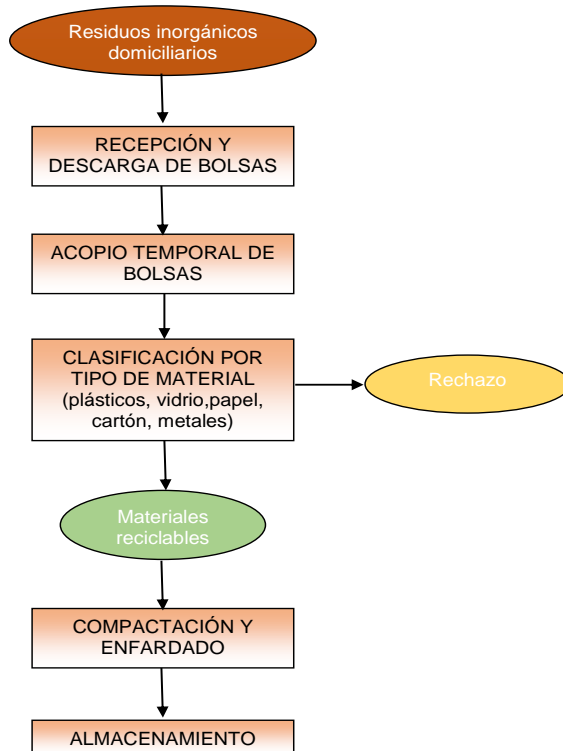 Residuos inorgánicos
domiciliarios
RECEPCIÓN Y
DESCARGA DE BOLSAS
ACOPIO TEMPORAL DE
BOLSAS
CLASIFICACIÓN POR
TIPO DE MATERIAL
(plásticos, vidrio,papel,
cartón, metales)
Rechazo
Materiales
reciclables
COMPACTACIÓN Y
ENFARDADO
ALMACENAMIENTO